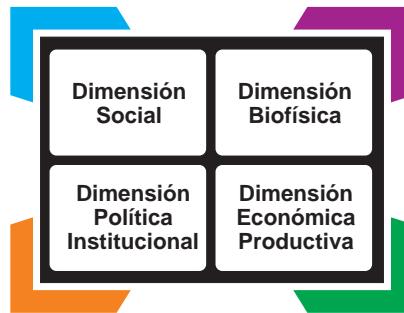 Dimensión
Social
Dimensión
Biofísica
Dimensión
Política
Institucional
Dimensión
Económica
Productiva